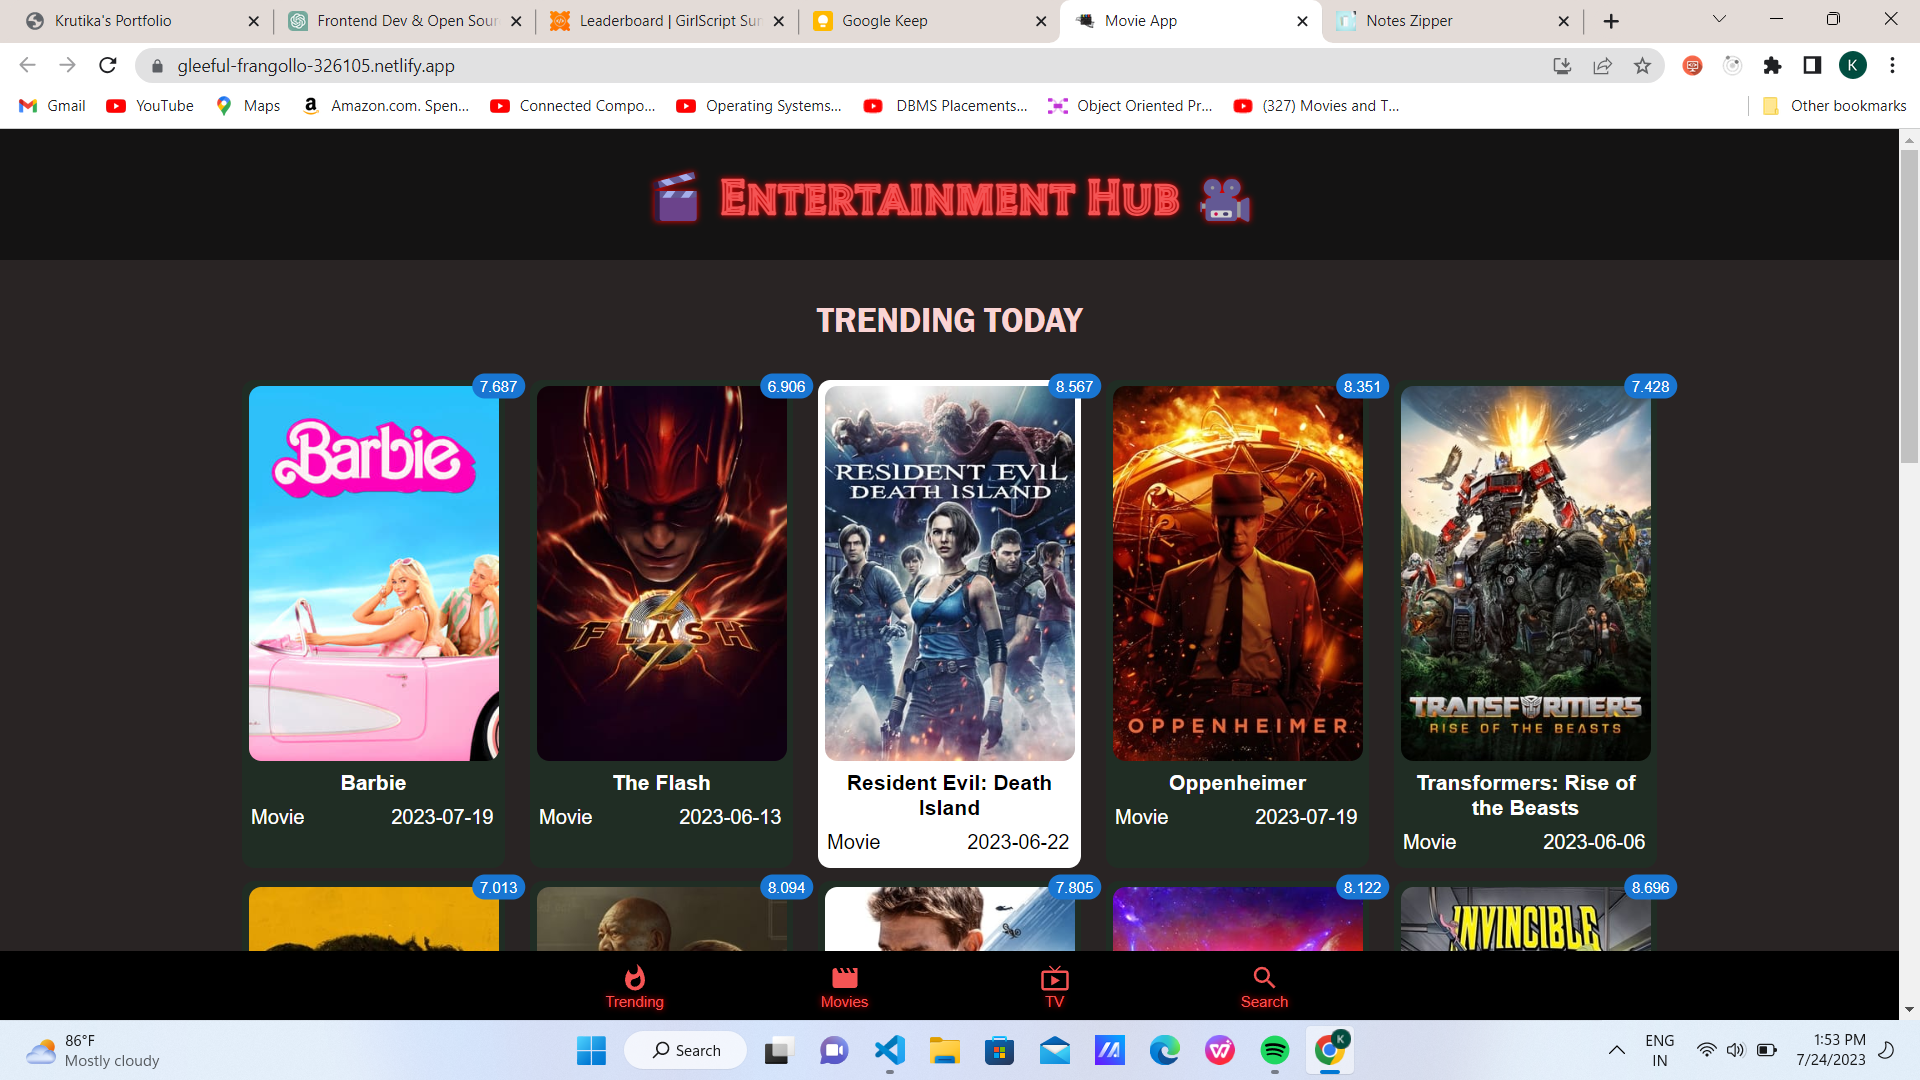 Krutika's Portfolio
Frontend Dev & Open Sour
Leaderboard | GirlScript Sum
Google Keep
Movie App
Notes Zipper
gleeful-frangollo-326105.netlify.app
K
Gmail
YouTube
Maps
Amazon.com. Spen...
Connected Compo...
Operating Systems...
DBMS Placements...
Object Oriented Pr...
(327) Movies and T...
Other bookmarks
Entertainment Hub
TRENDING TODAY
7.687
6.906
8.567
8.351
7.428
Barbie
FLASH
RESIDENT EVIL
DEATH ISLAND
OPPENHEIMER
TRANSFORMERS
RISE OF THE BEASTS
Barbie
Movie 2023-07-19
The Flash
Movie 2023-06-13
Resident Evil: Death
Island
Movie 2023-06-22
Oppenheimer
Movie 2023-07-19
Transformers: Rise of
the Beasts
Movie 2023-06-06
7.013
8.094
7.805
8.122
8.696
INVINCIBLE
Trending
Movies
TV
Search
86°F
Mostly cloudy
Search
K
ENG
IN
1:53 PM
7/24/2023